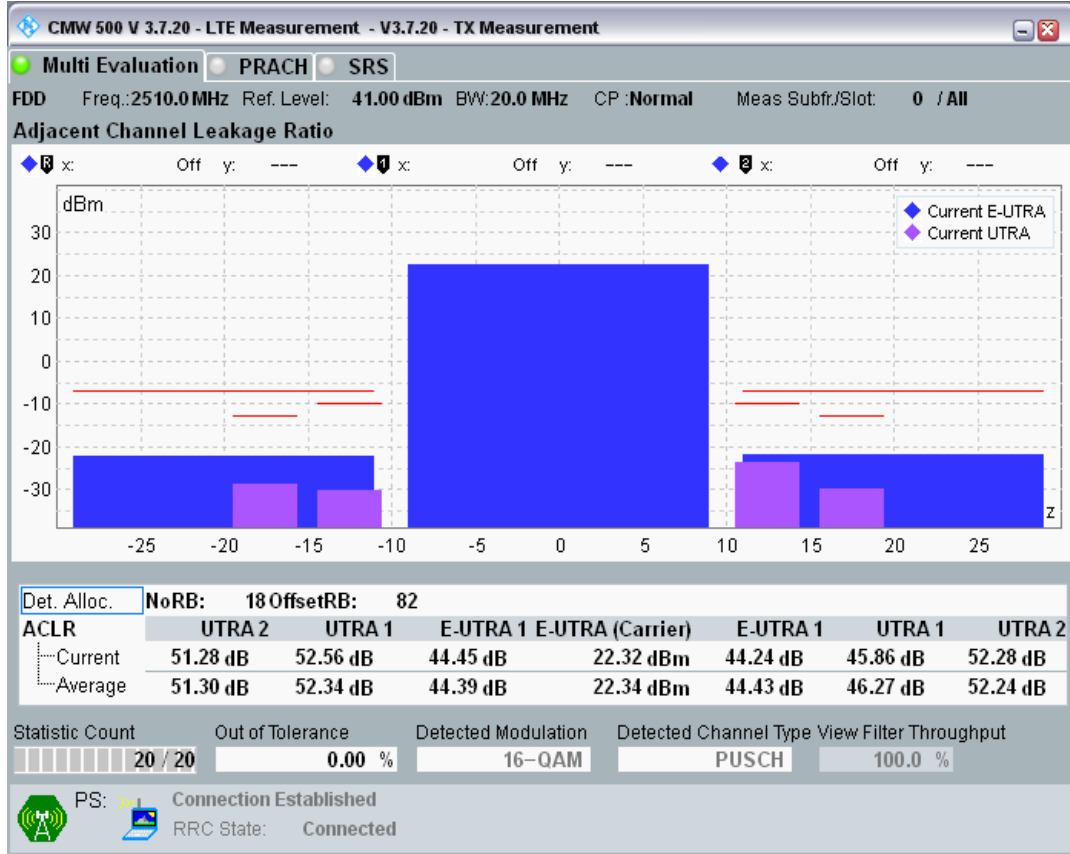 CMW 500 V 3.7.20 - LTE Measurement - V3.7.20 - TX Measurement
Multi Evaluation PRACH SRS
FDD Freq.:2510.0 MHz Ref. Level: 41.00 dBm BW:20.0 MHz CP :Normal Meas Subfr./Slot: 0 / All
Adjacent Channel Leakage Ratio
R x: Off y: --- 1 x: Off y: --- 2 x: Off y: ---
dBm
Current E-UTRA
Current UTRA
30
20
10
0
-10
-20
-30
z
-25 -20 -15 -10 -5 0 5 10 15 20 25
Det. Alloc. NoRB: 18 OffsetRB: 82
ACLR UTRA 2 UTRA 1 E-UTRA 1 E-UTRA (Carrier) E-UTRA 1 UTRA 1 UTRA 2
Current 51.28 dB 52.56 dB 44.45 dB 22.32 dBm 44.24 dB 45.86 dB 52.28 dB
Average 51.30 dB 52.34 dB 44.39 dB 22.34 dBm 44.43 dB 46.27 dB 52.24 dB
Statistic Count Out of Tolerance Detected Modulation Detected Channel Type View Filter Throughput
20 / 20 0.00 % 16-QAM PUSCH 100.0 %
PS: Connection Established
RRC State: Connected